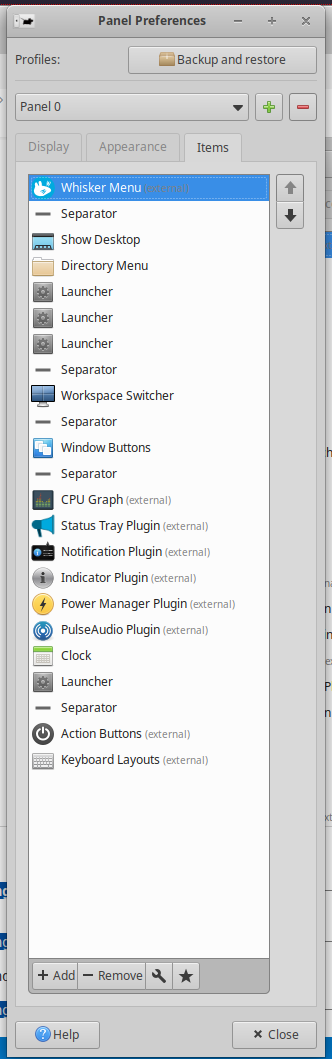 Panel Preferences
Profiles:
Backup and restore
Panel 0
Display
Appearance
Items
Whisker Menu (external)
Separator
Show Desktop
Directory Menu
Launcher
Launcher
Launcher
Separator
Workspace Switcher
Separator
Window Buttons
Separator
CPU Graph (external)
Status Tray Plugin (external)
Notification Plugin (external)
Indicator Plugin (external)
Power Manager Plugin (external)
PulseAudio Plugin (external)
Clock
Launcher
Separator
Action Buttons (external)
Keyboard Layouts (external)
Add
Remove
Help
Close